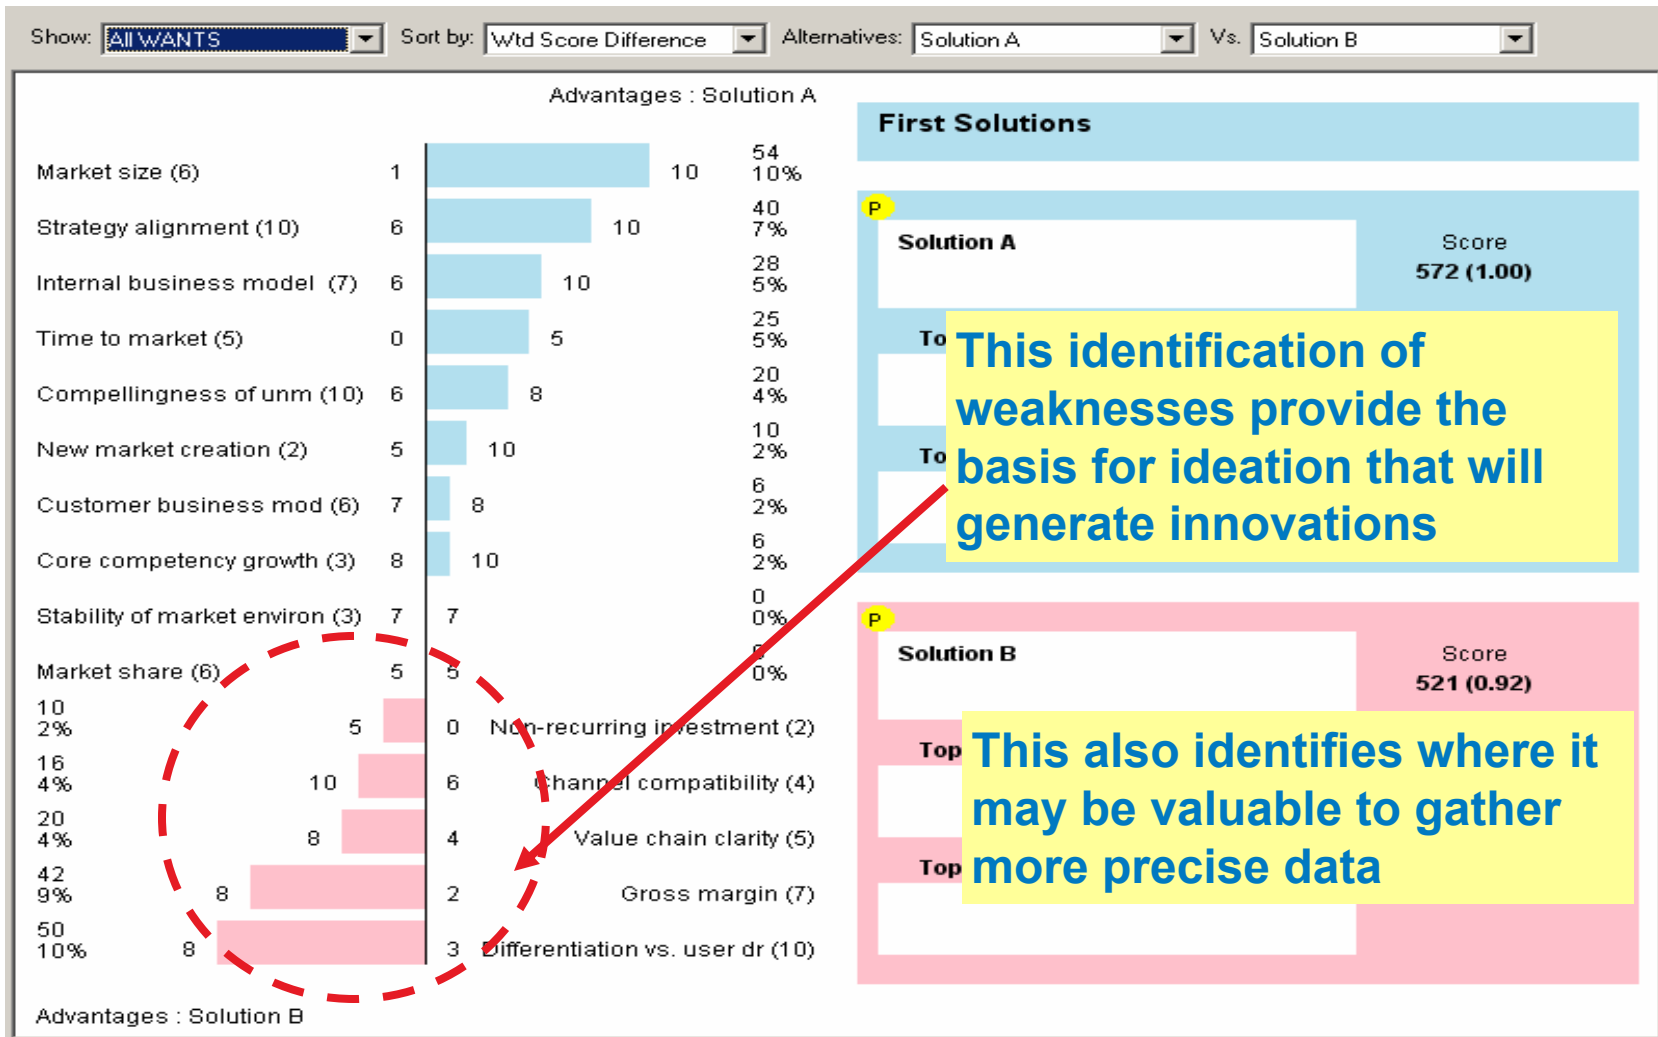 Show: All WANTS Sort by: Wtd Score Difference Alternatives: Solution A Vs. Solution B
Advantages : Solution A
Market size (6) 1 10 54 10%
Strategy alignment (10) 6 10 40 7%
Internal business model (7) 6 10 28 5%
Time to market (5) 0 5 25 5%
Compellingness of unm (10) 6 8 20 4%
New market creation (2) 5 10 10 2%
Customer business mod (6) 7 8 6 2%
Core competency growth (3) 8 10 6 2%
Stability of market environ (3) 7 7 0 0%
Market share (6) 5 5 0%
10 2% 5 0 Non-recurring investment (2)
16 4% 10 6 Channel compatibility (4)
20 4% 8 4 Value chain clarity (5)
42 9% 8 2 Gross margin (7)
50 10% 8 3 Differentiation vs. user dr (10)
Advantages : Solution B
First Solutions
P
Solution A
Score
572 (1.00)
To
To
This identification of
weaknesses provide the
basis for ideation that will
generate innovations
P
Solution B
Score
521 (0.92)
Top
Top
This also identifies where it
may be valuable to gather
more precise data